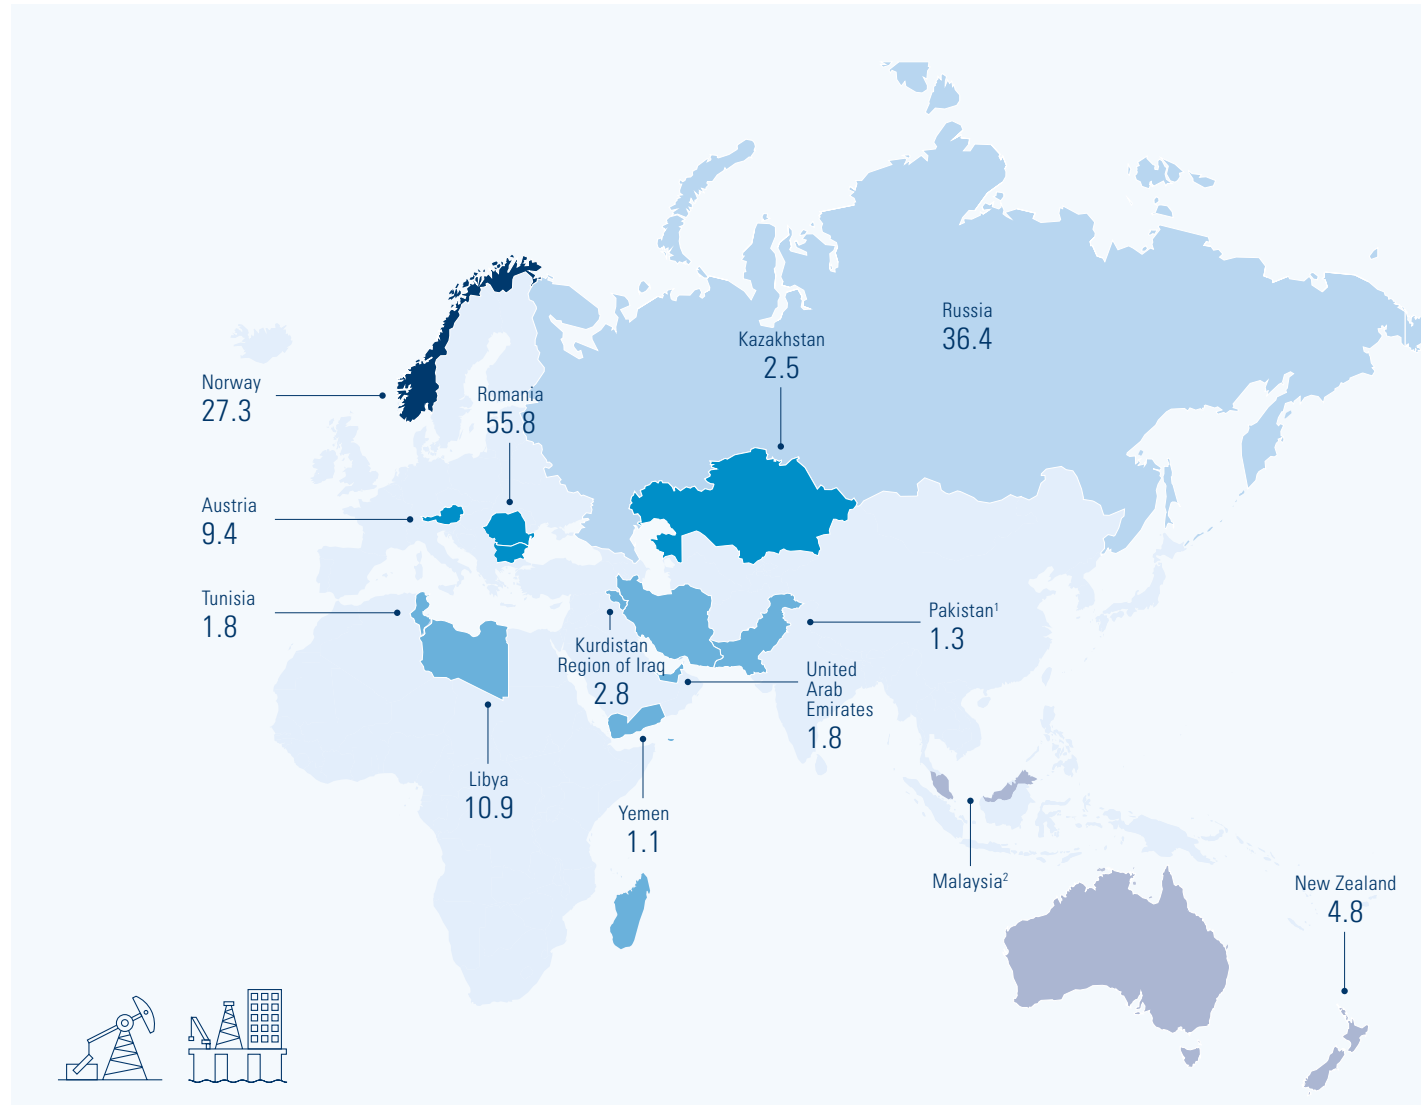 Russia
36.4
Kazakhstan
2.5
Norway
27.3
Romania
55.8
Austria
9.4
Tunisia
1.8
Pakistan¹
1.3
Kurdistan
Region of Iraq
2.8
United
Arab
Emirates
1.8
Libya
10.9
Yemen
1.1
Malaysia²
New Zealand
4.8